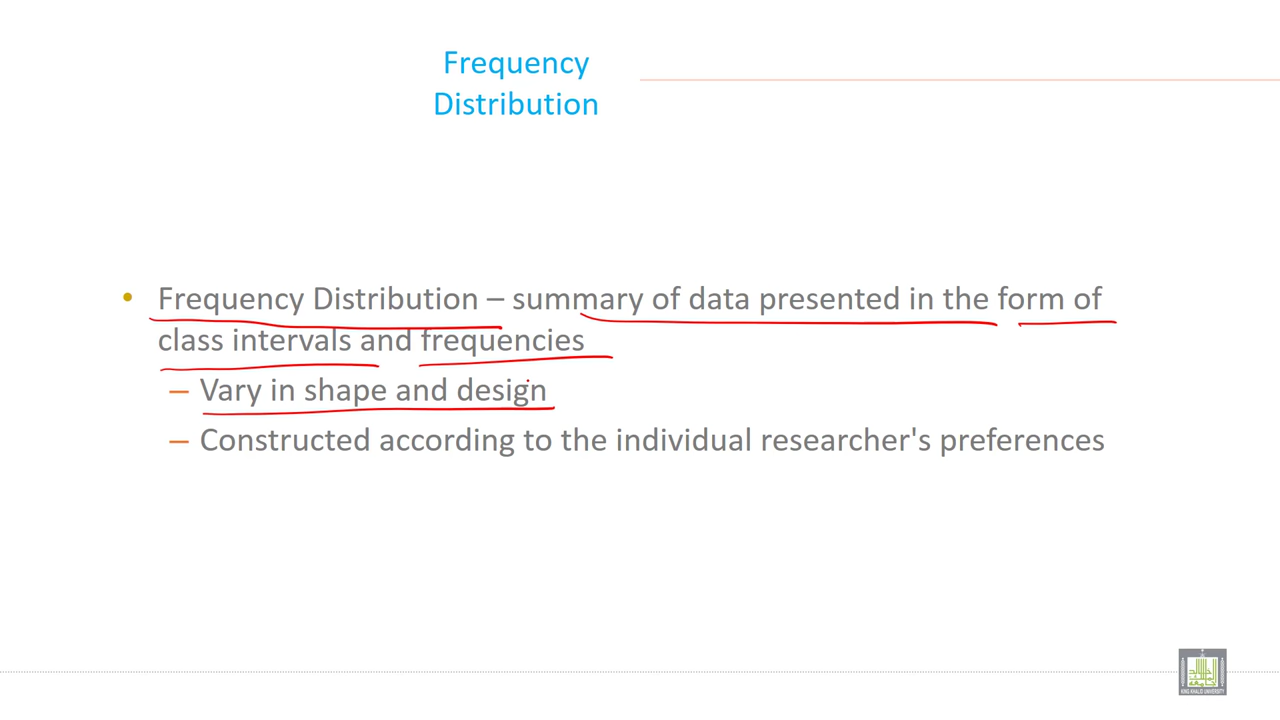 Frequency
Distribution
• Frequency Distribution – summary of data presented in the form of
class intervals and frequencies
– Vary in shape and design
– Constructed according to the individual researcher's preferences
KING KHALID UNIVERSITY